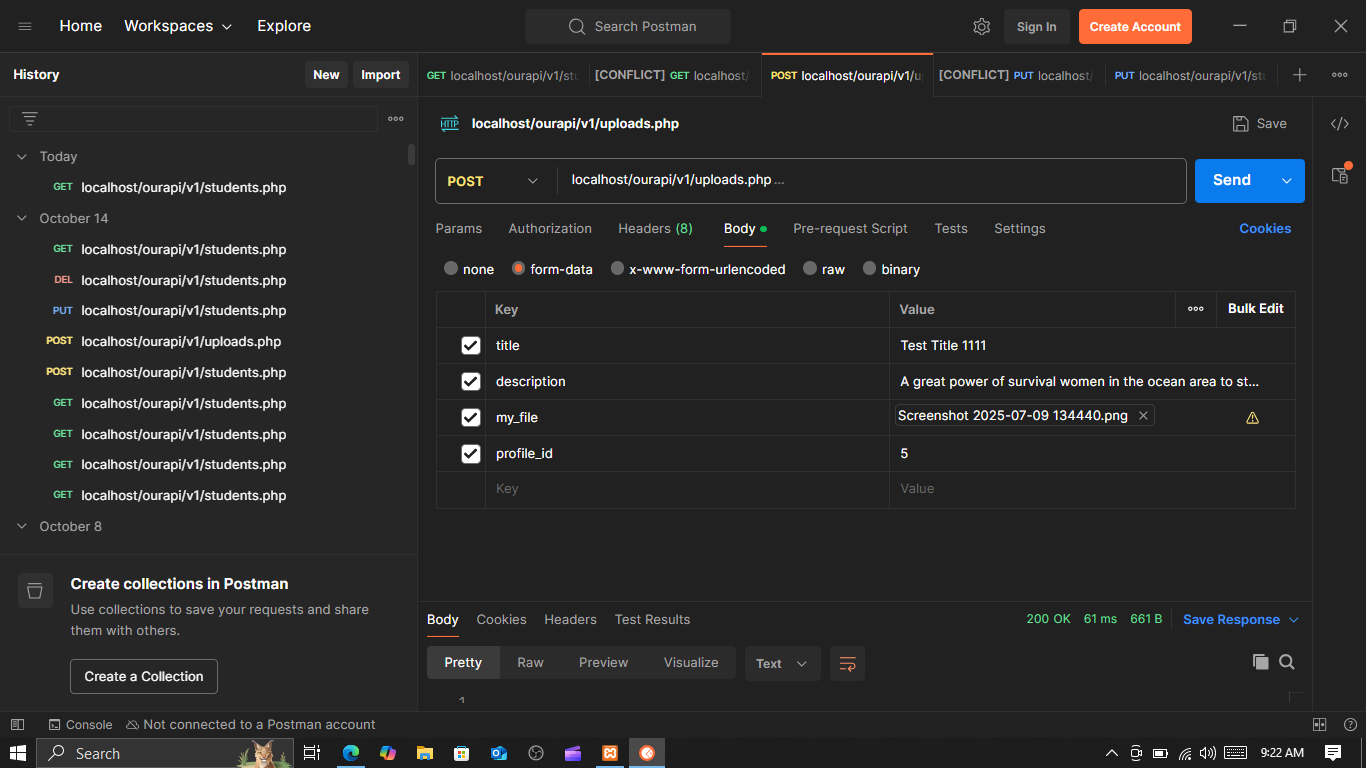 Home Workspaces Explore Search Postman Sign In Create Account
History New Import
GET localhost/ourapi/v1/stu [CONFLICT] GET localhost/ POST localhost/ourapi/v1/u [CONFLICT] PUT localhost/ PUT localhost/ourapi/v1/stu
HTTP localhost/ourapi/v1/uploads.php Save
Today
GET localhost/ourapi/v1/students.php
October 14
GET localhost/ourapi/v1/students.php
DEL localhost/ourapi/v1/students.php
PUT localhost/ourapi/v1/students.php
POST localhost/ourapi/v1/uploads.php
POST localhost/ourapi/v1/students.php
GET localhost/ourapi/v1/students.php
GET localhost/ourapi/v1/students.php
GET localhost/ourapi/v1/students.php
GET localhost/ourapi/v1/students.php
October 8
Create collections in Postman
Use collections to save your requests and share
them with others.
Create a Collection
POST localhost/ourapi/v1/uploads.php ... Send
Params Authorization Headers (8) Body Pre-request Script Tests Settings Cookies
none form-data x-www-form-urlencoded raw binary
Key Value Bulk Edit
title Test Title 1111
description A great power of survival women in the ocean area to st...
my_file Screenshot 2025-07-09 134440.png
profile_id 5
Key Value
Body Cookies Headers Test Results 200 OK 61 ms 661 B Save Response
Pretty Raw Preview Visualize Text
1
Console Not connected to a Postman account
Search 9:22 AM